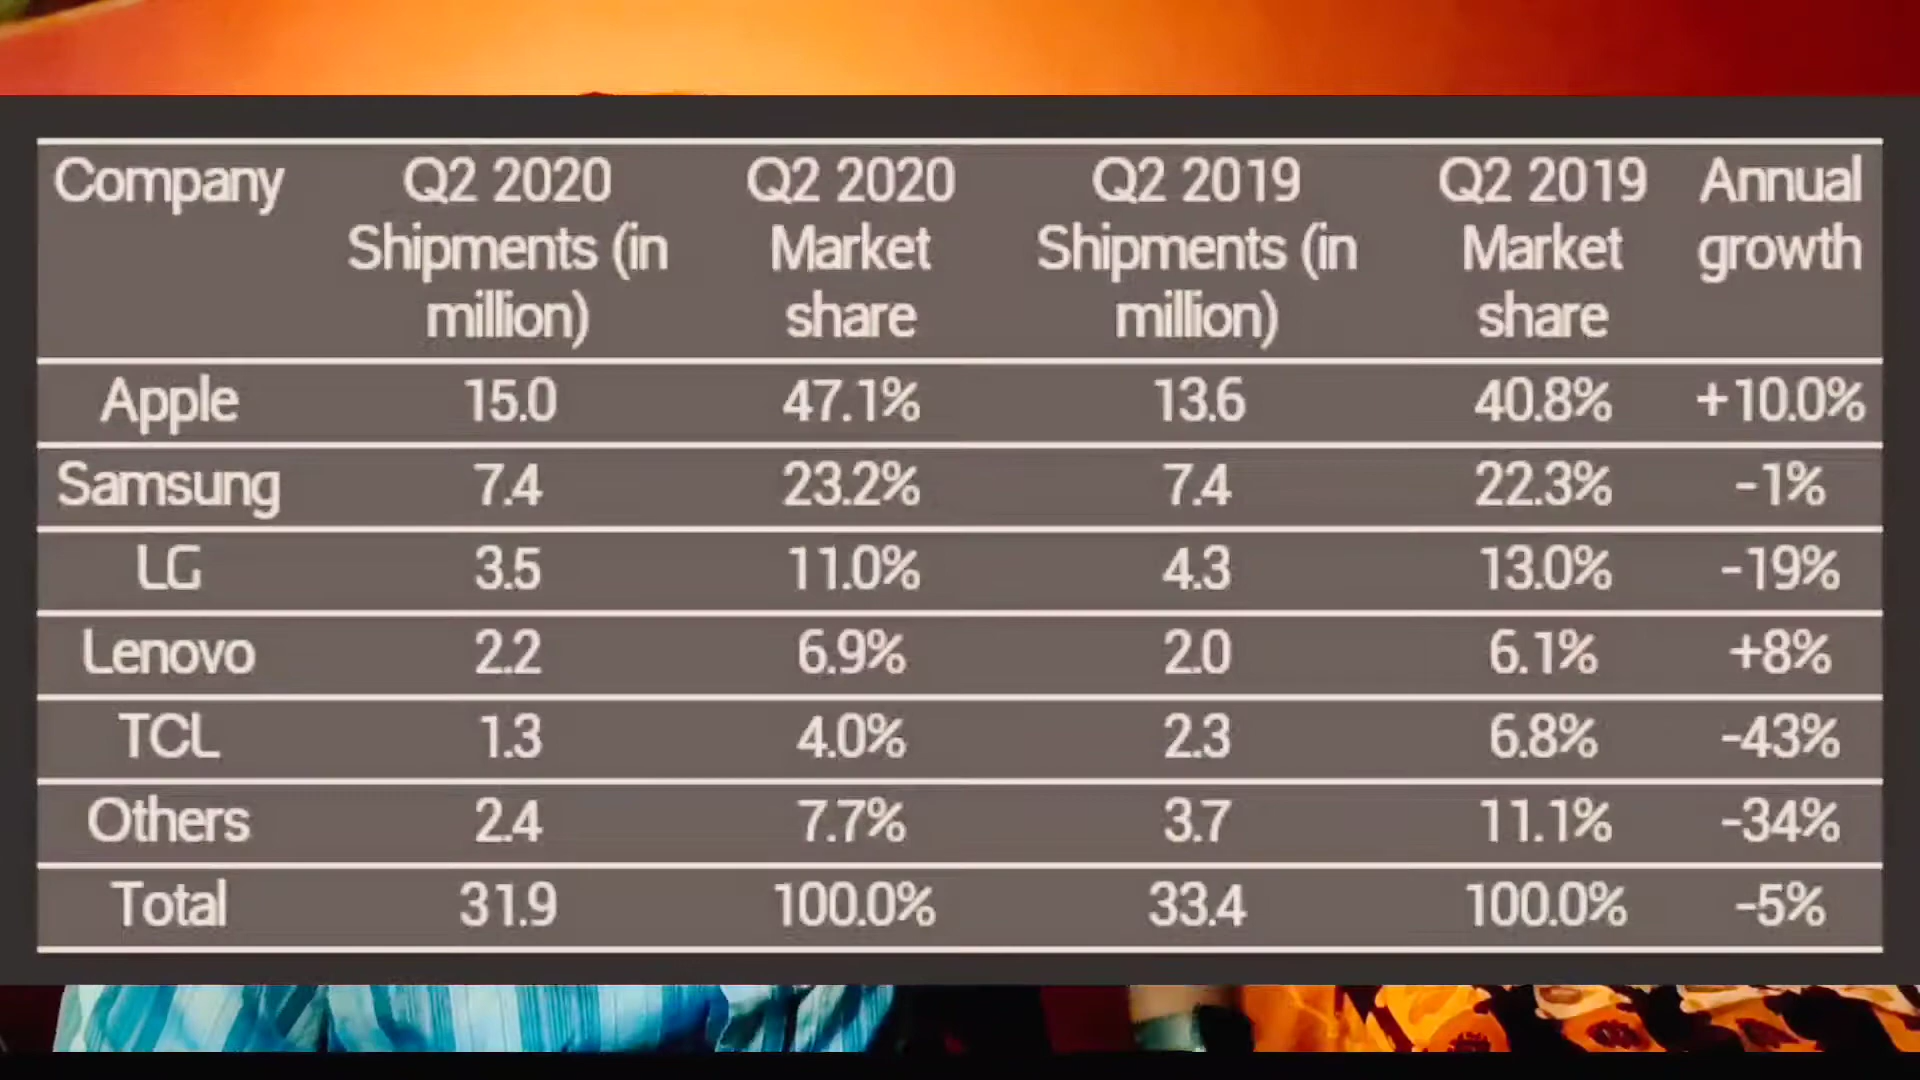 Company Q2 2020 Q2 2020 Q2 2019 Q2 2019 Annual
Shipments (in Market Shipments (in Market growth
million) share million) share
Apple 15.0 47.1% 13.6 40.8% +10.0%
Samsung 7.4 23.2% 7.4 22.3% -1%
LG 3.5 11.0% 4.3 13.0% -19%
Lenovo 2.2 6.9% 2.0 6.1% +8%
TCL 1.3 4.0% 2.3 6.8% -43%
Others 2.4 7.7% 3.7 11.1% -34%
Total 31.9 100.0% 33.4 100.0% -5%